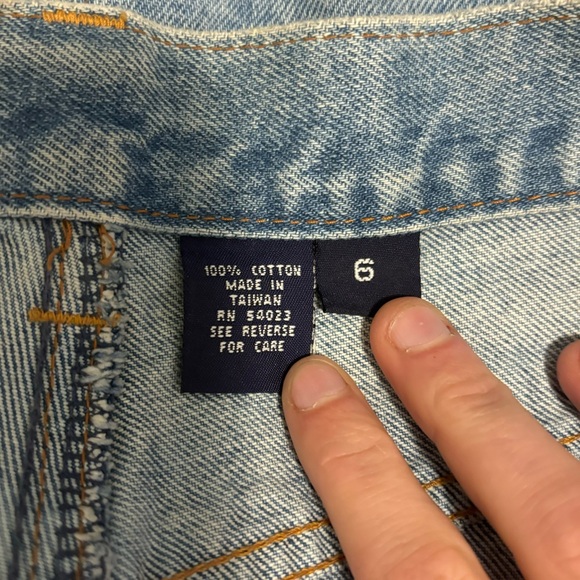 100% COTTON
MADE IN
TAIWAN
RN 54023
SEE REVERSE
FOR CARE
6